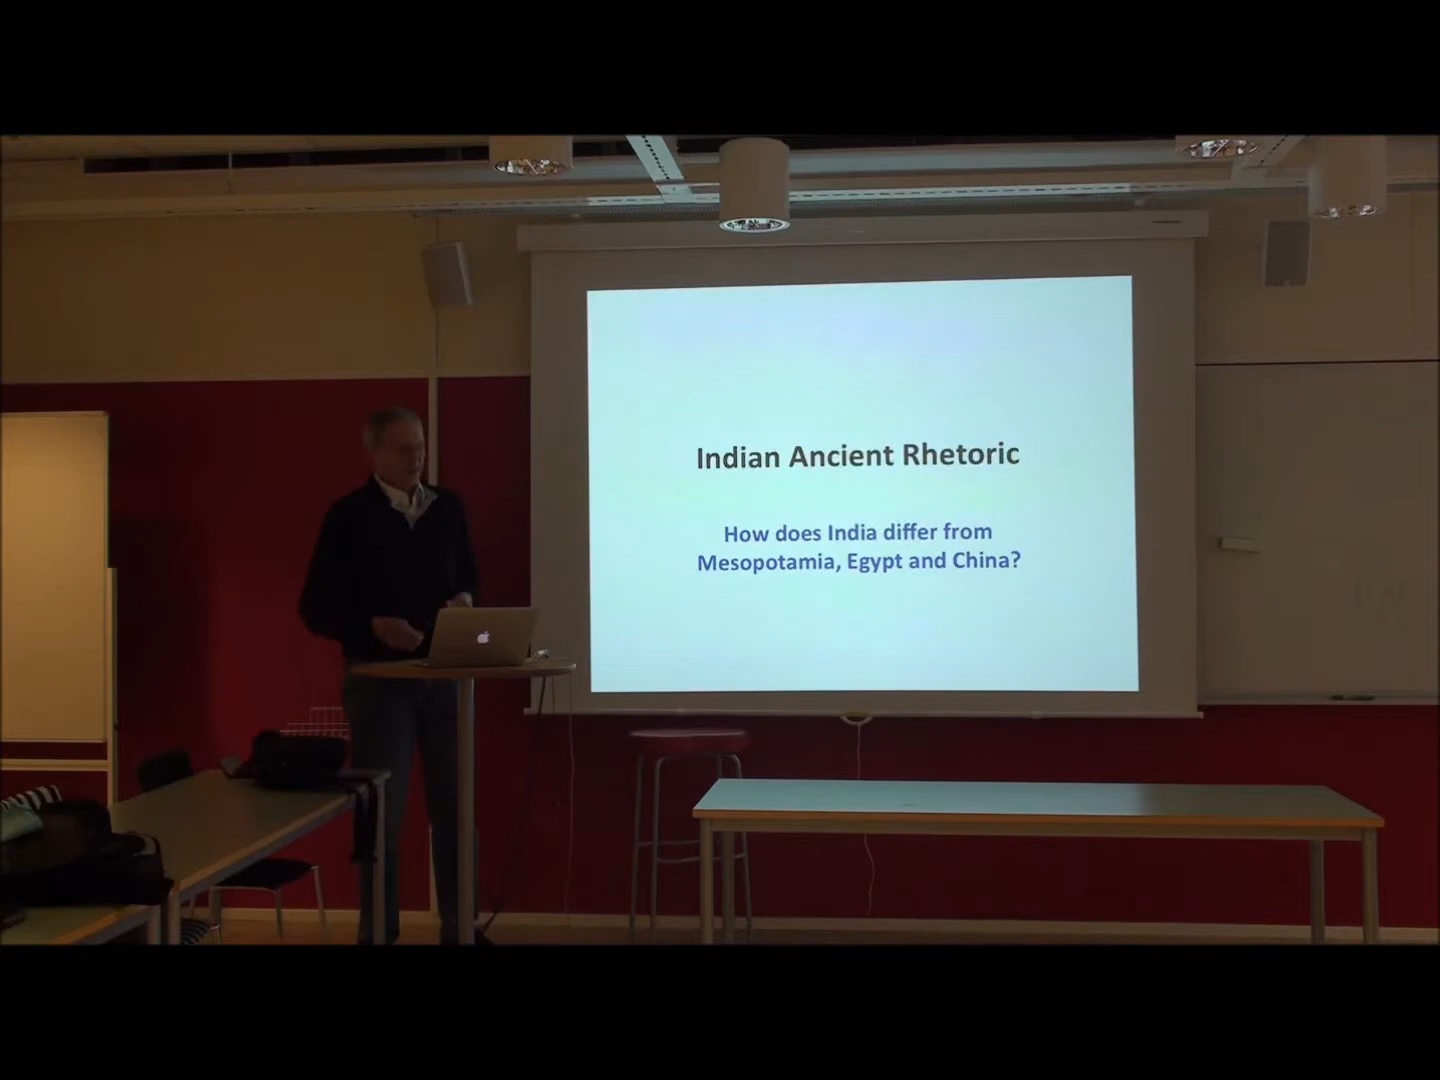 Indian Ancient Rhetoric
How does India differ from
Mesopotamia, Egypt and China?